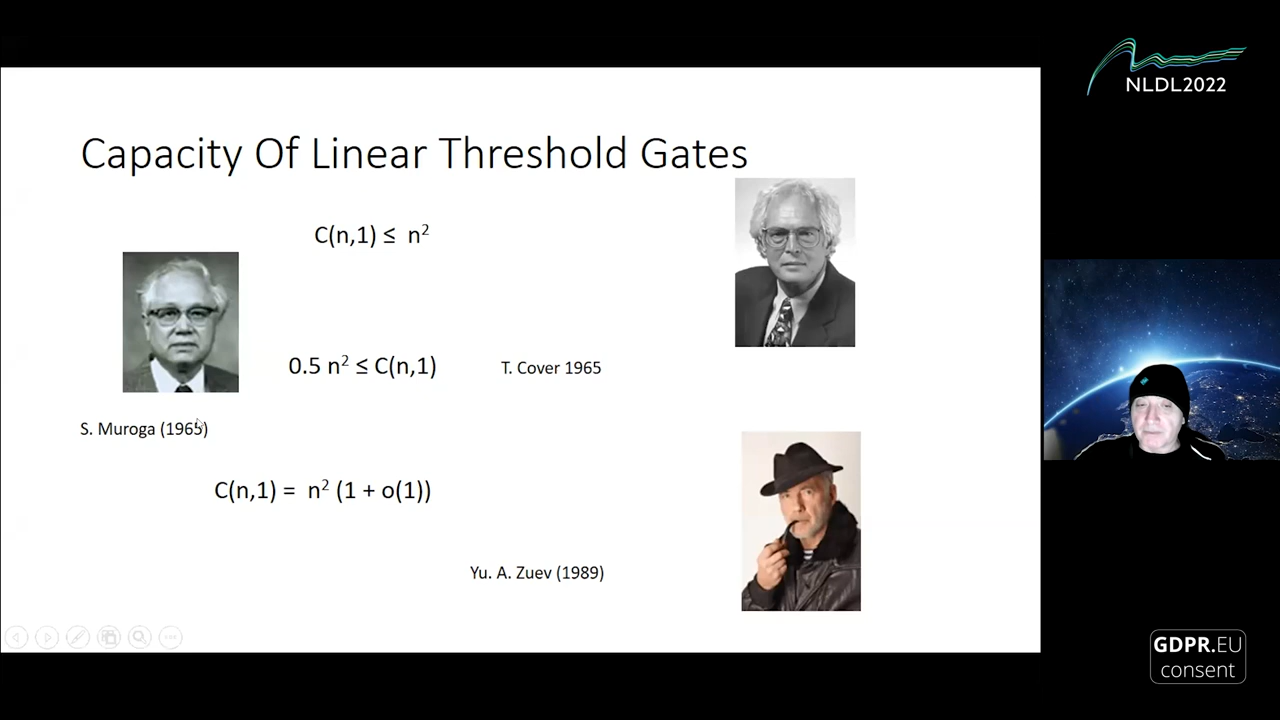 NLDL2022
Capacity Of Linear Threshold Gates
C(n,1) ≤ n²
0.5 n² ≤ C(n,1)
T. Cover 1965
S. Muroga (1965)
C(n,1) = n² (1 + o(1))
Yu. A. Zuev (1989)
GDPR.EU
consent